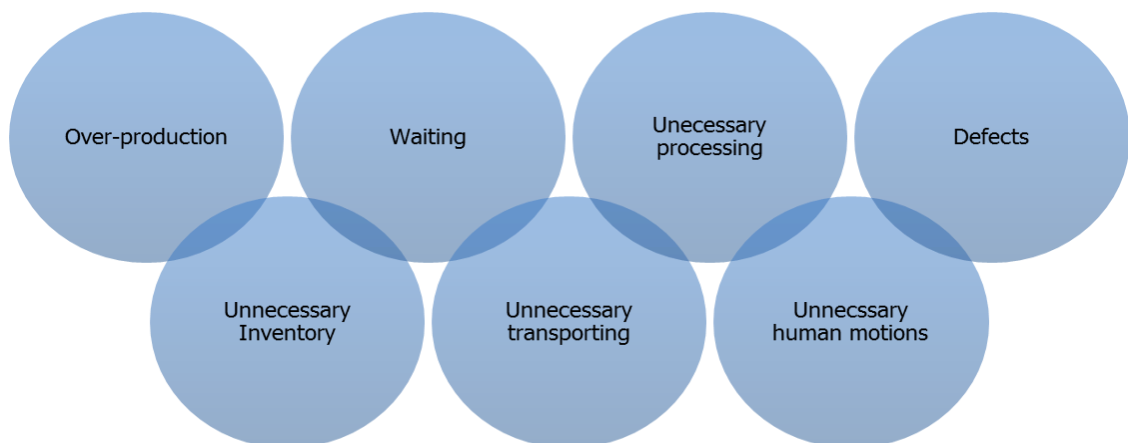 Over-production
Waiting
Unecessary
processing
Defects
Unnecessary
Inventory
Unnecessary
transporting
Unnecssary
human motions